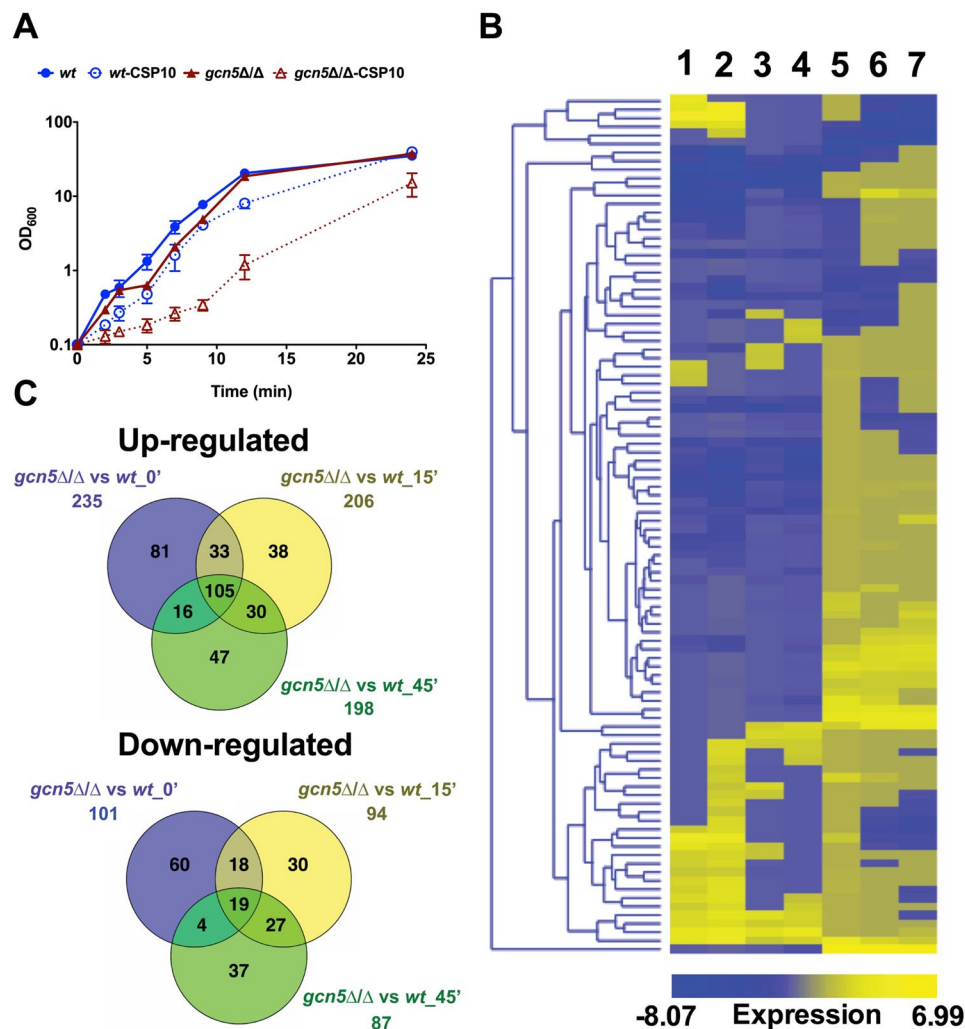 A
wt
wt-CSP10
gcn5Δ/Δ
gcn5Δ/Δ-CSP10
100
10
1
0.1
OD600
0
5
10
15
20
25
Time (min)
B
1 2 3 4 5 6 7
-8.07 Expression 6.99
C
Up-regulated
gcn5Δ/Δ vs wt_0’
235
gcn5Δ/Δ vs wt_15’
206
81
33
38
105
16
30
47
gcn5Δ/Δ vs wt_45’
198
Down-regulated
gcn5Δ/Δ vs wt_0’
101
gcn5Δ/Δ vs wt_15’
94
60
18
30
19
4
27
37
gcn5Δ/Δ vs wt_45’
87